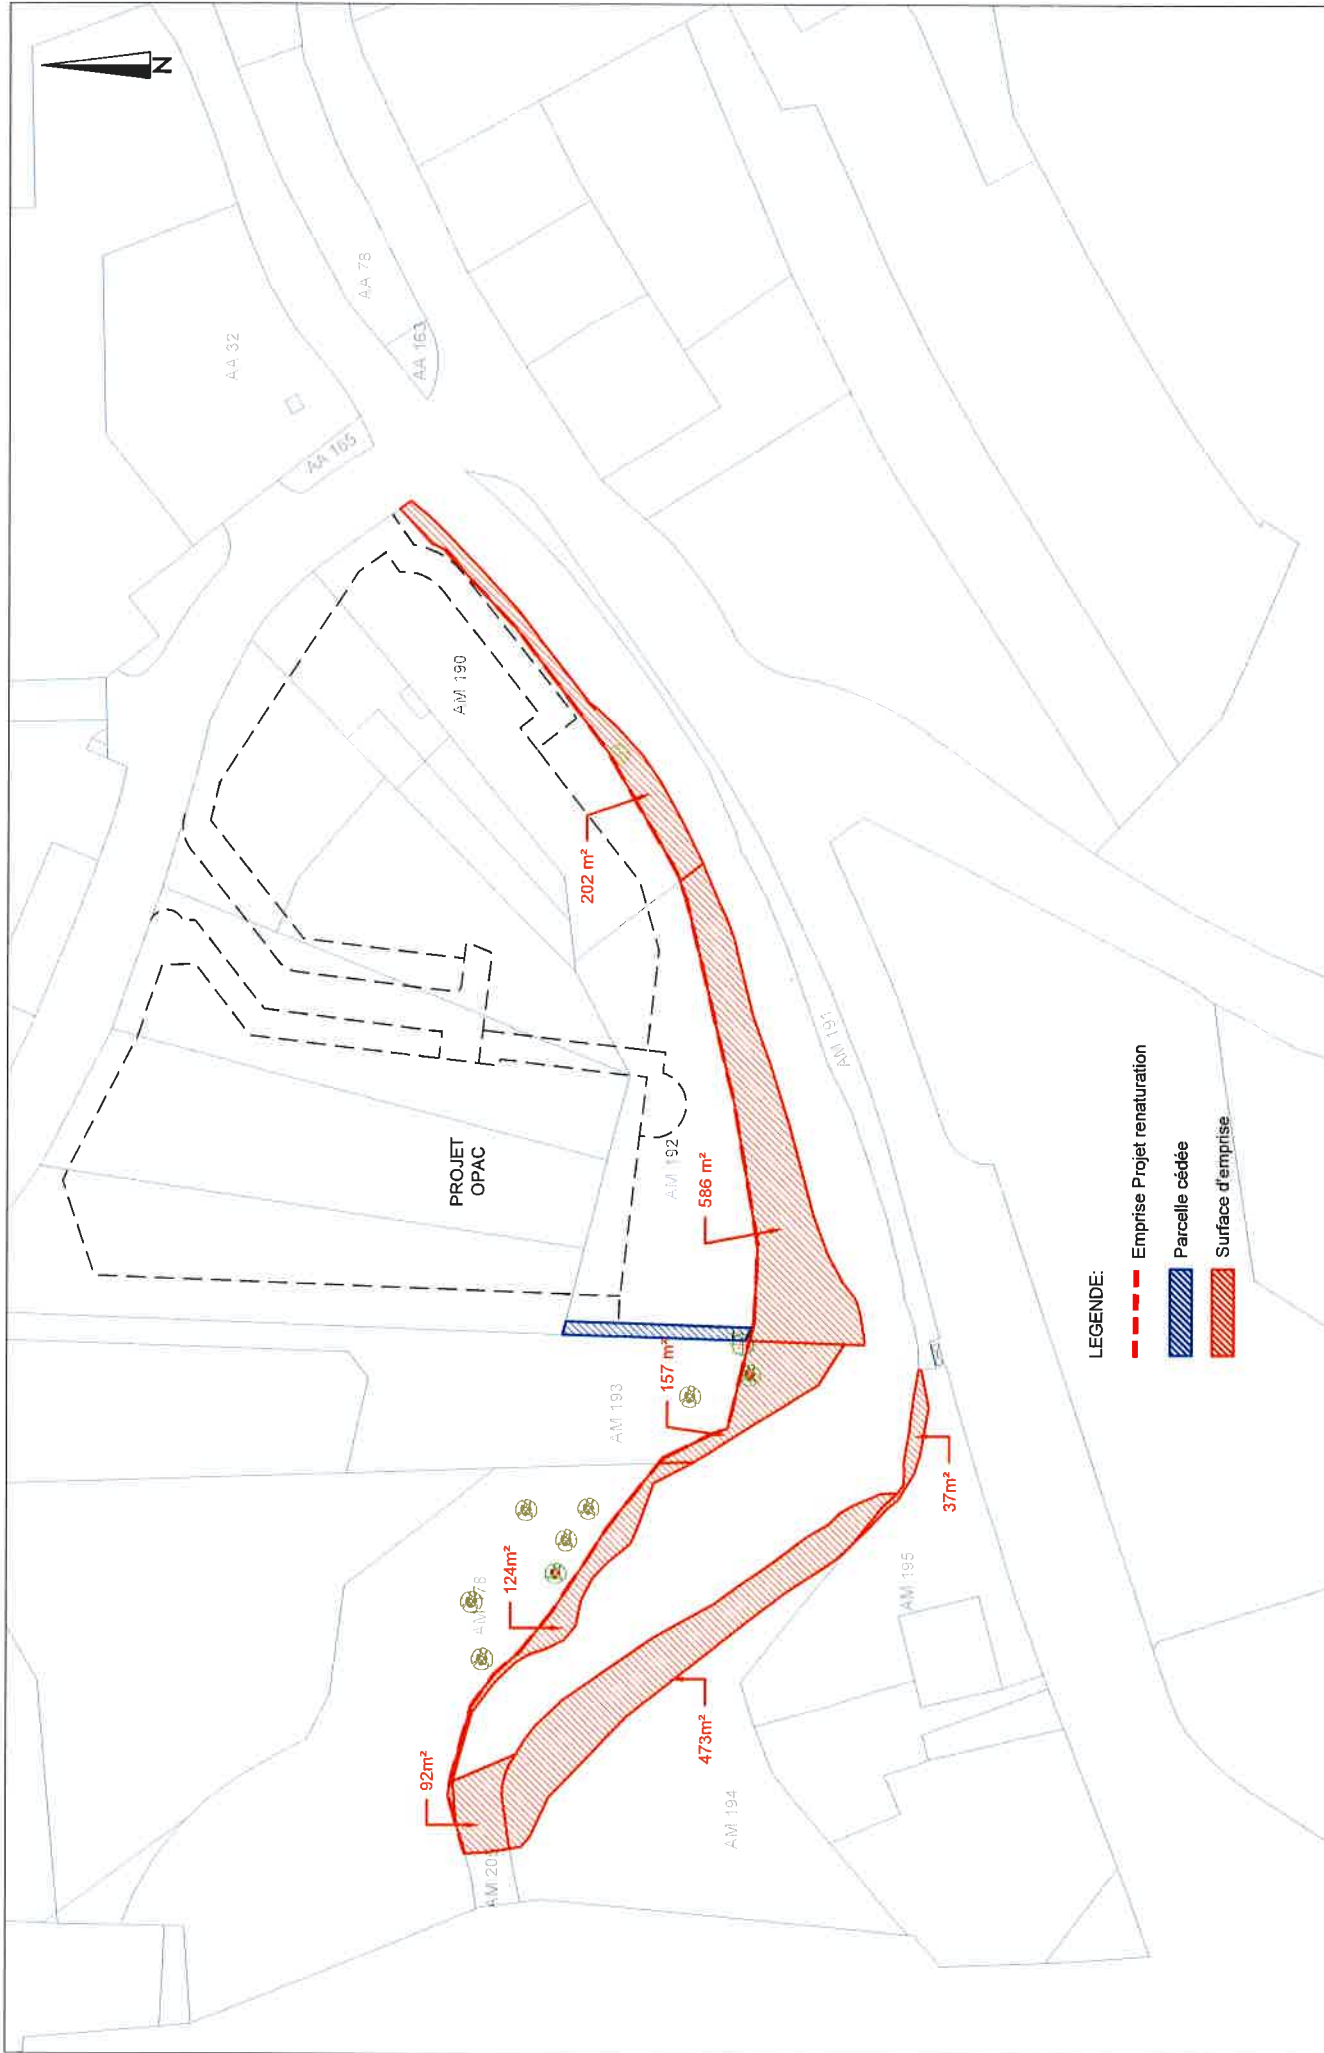 N
AA 78
AA 32
AA 163
AA 165
AM 190
202 m²
AM 191
PROJET
OPAC
AM 192
586 m²
157 m²
AM 193
37m²
124m²
AM 195
473m²
92m²
AM 194
LEGENDE:
Emprise Projet renaturation
Parcelle cédée
Surface d'emprise